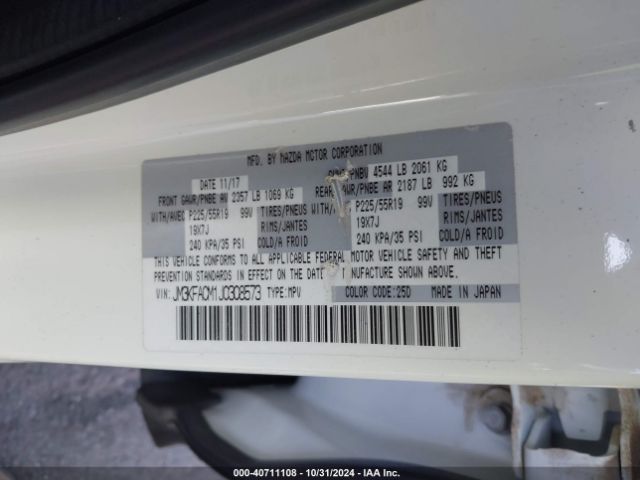 MFD. BY MAZDA MOTOR CORPORATION
DATE 11/17 PNBV 4544 LB 2061 KG
FRONT GAWR/PNBE AV 2357 LB 1069 KG REAR GAWR/PNBE AR 2187 LB 992 KG
WITH/AVEC P225/55R19 99V TIRES/PNEUS WITH/AVEC P225/55R19 99V TIRES/PNEUS
19X7J RIMS/JANTES 19X7J RIMS/JANTES
240 KPA/35 PSI COLD/A FROID 240 KPA/35 PSI COLD/A FROID
THIS VEHICLE CONFORMS TO ALL APPLICABLE FEDERAL MOTOR VEHICLE SAFETY AND THEFT
PREVENTION STANDARDS IN EFFECT ON THE DATE MANUFACTURE SHOWN ABOVE.
VIN: JM3KFACM1J0308573 TYPE:MPV COLOR CODE:25D MADE IN JAPAN
000-40711108 - 10/31/2024 - IAA Inc.